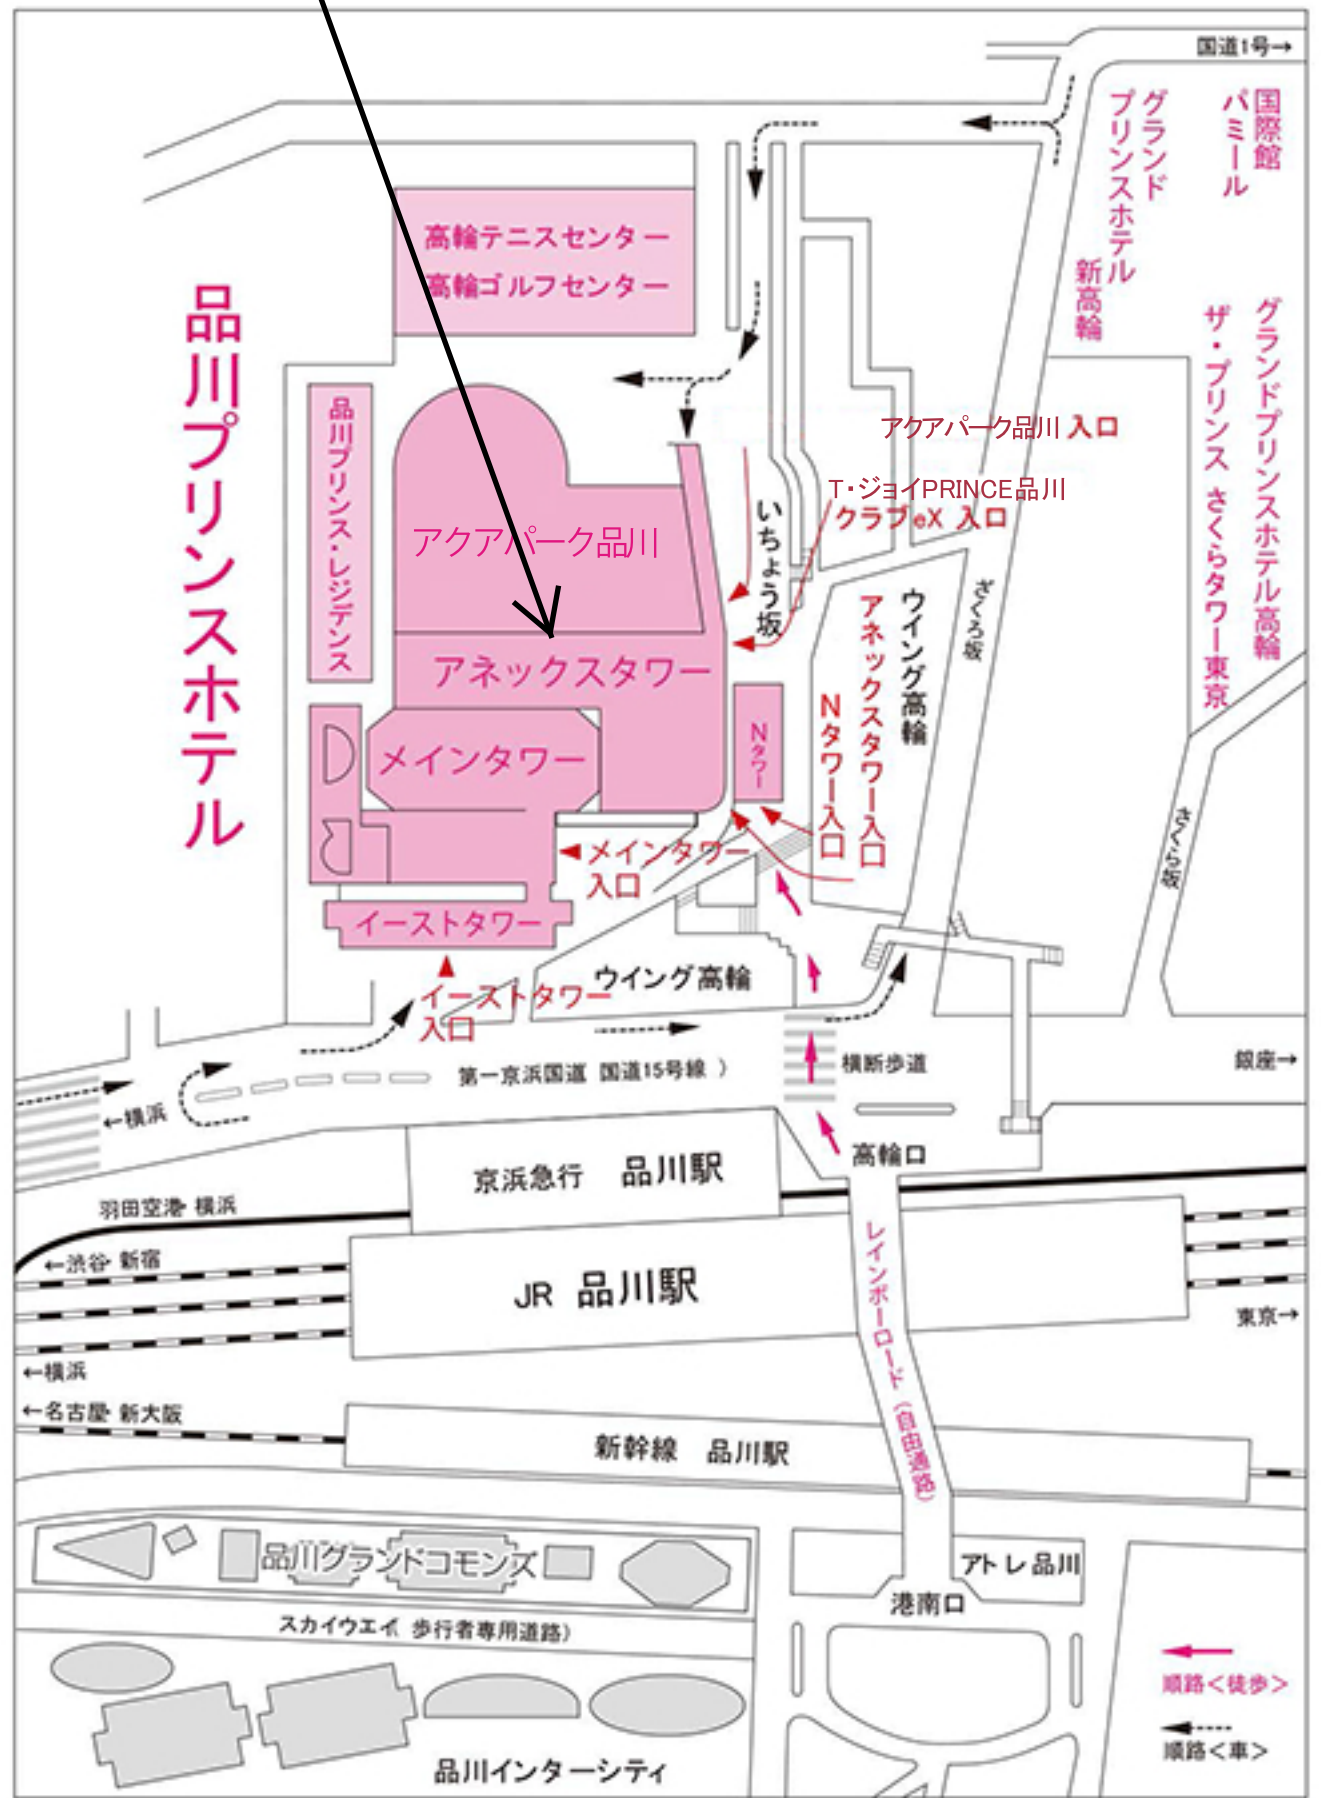 国道1号→
国際館
パミール
グランド
プリンスホテル
新高輪
グランドプリンスホテル高輪
ザ・プリンス さくらタワー東京
高輪テニスセンター
高輪ゴルフセンター
品川プリンスホテル
品川プリンス・レジデンス
アクアパーク品川 入口
T・ジョイPRINCE品川
クラブeX 入口
アクアパーク品川
いちょう坂
ざくろ坂
ウイング高輪
アネックスタワー入口
Nタワー入口
アネックスタワー
Nタワー
メインタワー
さくら坂
メインタワー
入口
イーストタワー
ウイング高輪
イーストタワー
入口
第一京浜国道 国道15号線 )
横断歩道
銀座→
←横浜
高輪口
京浜急行 品川駅
羽田空港 横浜
←渋谷 新宿
JR 品川駅
レインボーロード (自由通路)
東京→
←横浜
←名古屋 新大阪
新幹線 品川駅
品川グランドコモンズ
アトレ品川
港南口
スカイウエイ( 歩行者専用道路)
順路<徒歩>
順路<車>
品川インターシティ